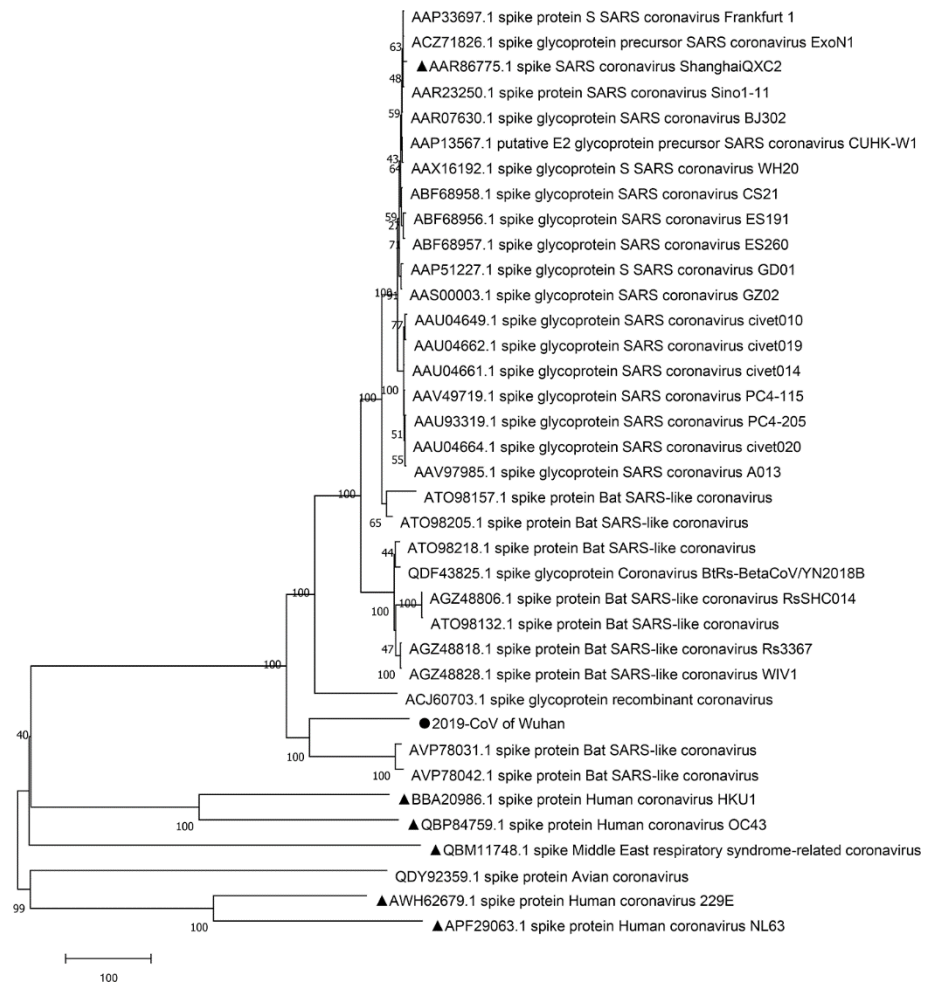 AAP33697.1 spike protein S SARS coronavirus Frankfurt 1
63
ACZ71826.1 spike glycoprotein precursor SARS coronavirus ExoN1
▲AAR86775.1 spike SARS coronavirus ShanghaiQXC2
48
AAR23250.1 spike protein SARS coronavirus Sino1-11
59
AAR07630.1 spike glycoprotein SARS coronavirus BJ302
AAP13567.1 putative E2 glycoprotein precursor SARS coronavirus CUHK-W1
43
64
AAX16192.1 spike glycoprotein S SARS coronavirus WH20
ABF68958.1 spike glycoprotein SARS coronavirus CS21
59
ABF68956.1 spike glycoprotein SARS coronavirus ES191
ABF68957.1 spike glycoprotein SARS coronavirus ES260
AAP51227.1 spike glycoprotein S SARS coronavirus GD01
100
91
AAS00003.1 spike glycoprotein SARS coronavirus GZ02
AAU04649.1 spike glycoprotein SARS coronavirus civet010
77
AAU04662.1 spike glycoprotein SARS coronavirus civet019
AAU04661.1 spike glycoprotein SARS coronavirus civet014
100
100
AAV49719.1 spike glycoprotein SARS coronavirus PC4-115
AAU93319.1 spike glycoprotein SARS coronavirus PC4-205
51
AAU04664.1 spike glycoprotein SARS coronavirus civet020
55
AAV97985.1 spike glycoprotein SARS coronavirus A013
100
ATO98157.1 spike protein Bat SARS-like coronavirus
65
ATO98205.1 spike protein Bat SARS-like coronavirus
44
ATO98218.1 spike protein Bat SARS-like coronavirus
QDF43825.1 spike glycoprotein Coronavirus BtRs-BetaCoV/YN2018B
100
100
AGZ48806.1 spike protein Bat SARS-like coronavirus RsSHC014
100
ATO98132.1 spike protein Bat SARS-like coronavirus
47
AGZ48818.1 spike protein Bat SARS-like coronavirus Rs3367
100
100
AGZ48828.1 spike protein Bat SARS-like coronavirus WIV1
ACJ60703.1 spike glycoprotein recombinant coronavirus
●2019-CoV of Wuhan
40
100
AVP78031.1 spike protein Bat SARS-like coronavirus
100
AVP78042.1 spike protein Bat SARS-like coronavirus
▲BBA20986.1 spike protein Human coronavirus HKU1
100
▲QBP84759.1 spike protein Human coronavirus OC43
▲QBM11748.1 spike Middle East respiratory syndrome-related coronavirus
QDY92359.1 spike protein Avian coronavirus
99
▲AWH62679.1 spike protein Human coronavirus 229E
100
▲APF29063.1 spike protein Human coronavirus NL63
100